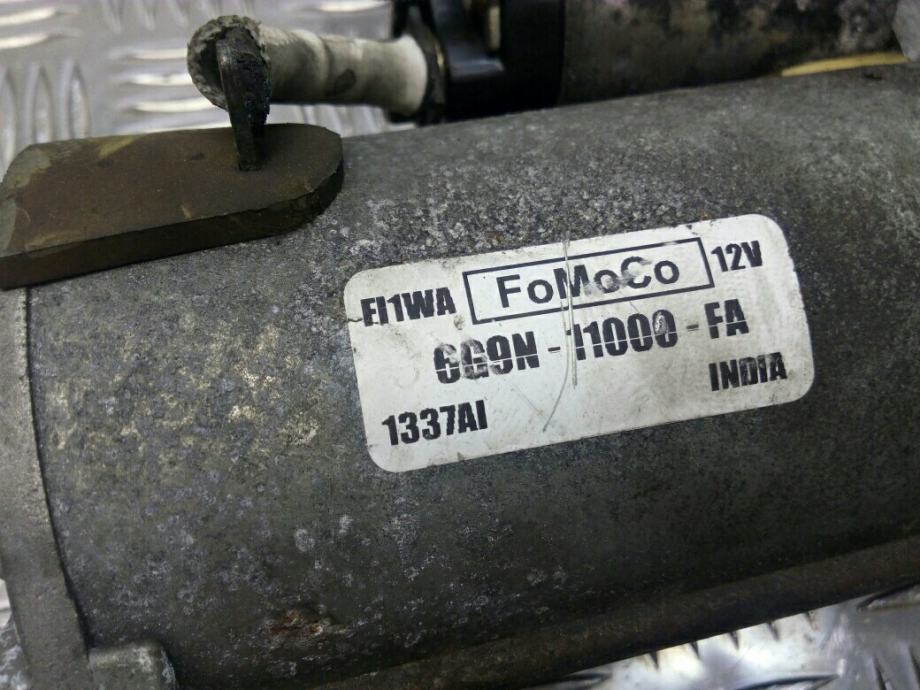 EI1WA FoMoCo 12V
6G9N-11000-FA
INDIA
1337AI